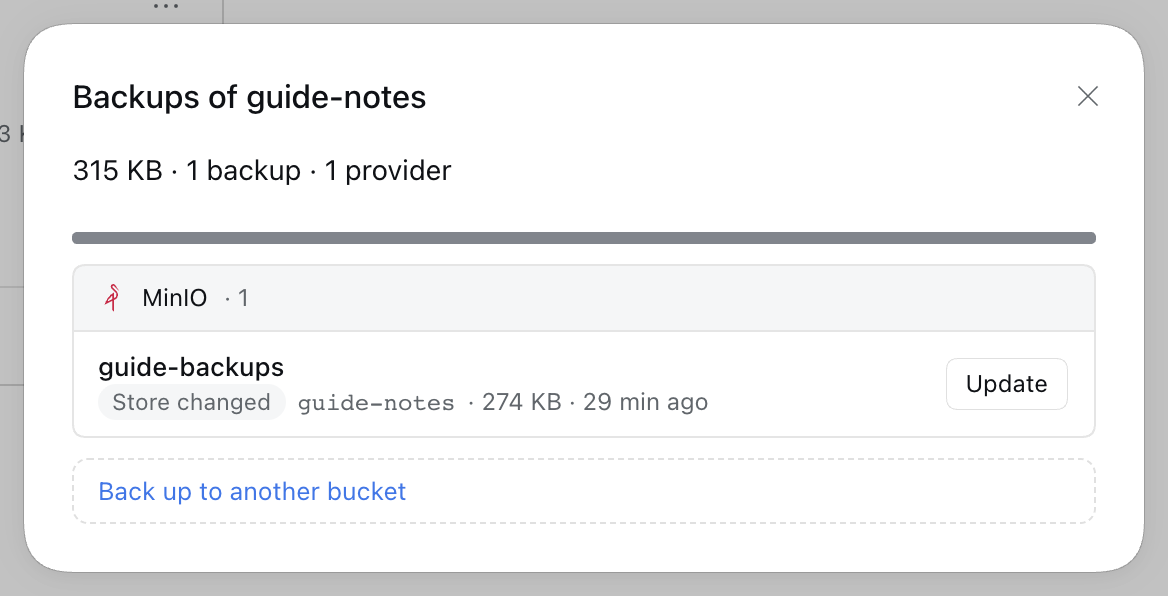 ...
3 K
Backups of guide-notes
315 KB · 1 backup · 1 provider
MinIO · 1
guide-backups
Store changed guide-notes · 274 KB · 29 min ago
Update
Back up to another bucket